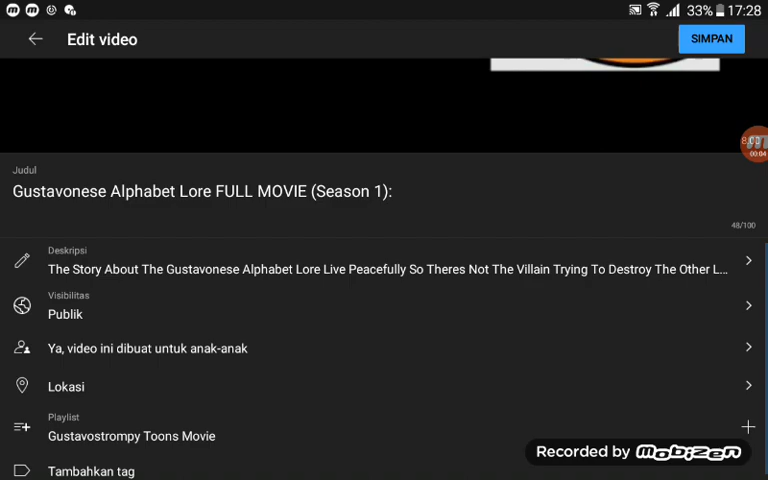 33% 17:28
Edit video
SIMPAN
00:04
Judul
Gustavonese Alphabet Lore FULL MOVIE (Season 1):
48/100
Deskripsi
The Story About The Gustavonese Alphabet Lore Live Peacefully So Theres Not The Villain Trying To Destroy The Other L...
Visibilitas
Publik
Ya, video ini dibuat untuk anak-anak
Lokasi
Playlist
Gustavostrompy Toons Movie
Recorded by mobizen
Tambahkan tag